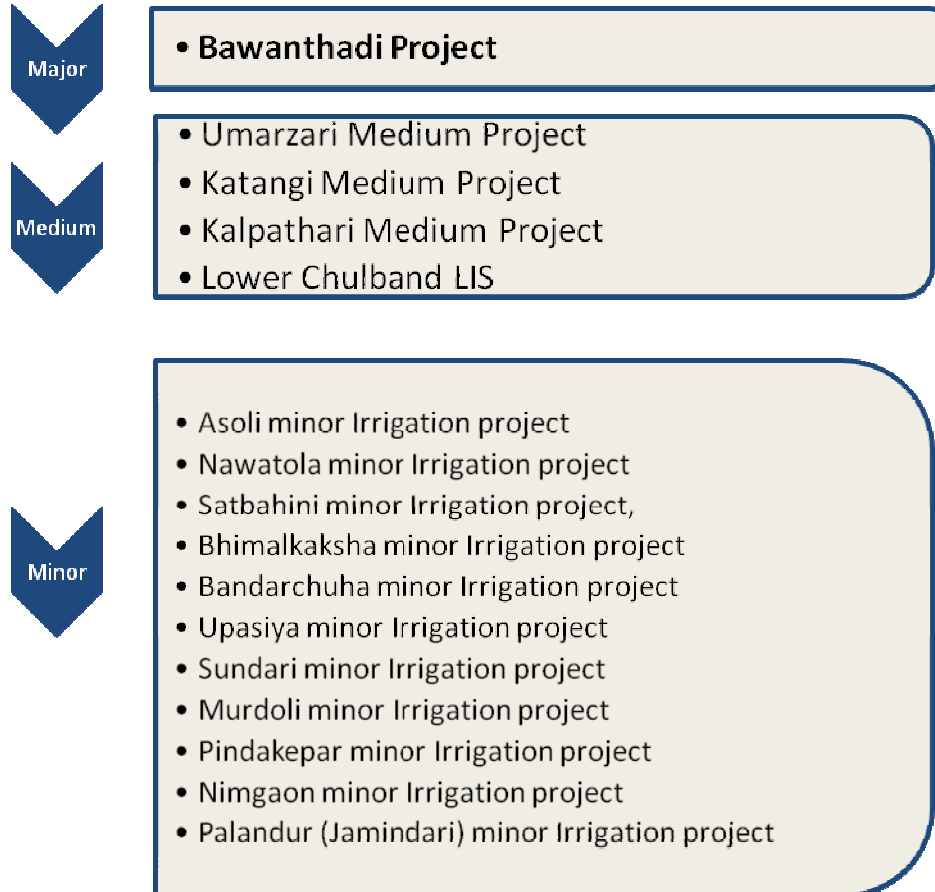 Major
• Bawanthadi Project
Medium
• Umarzari Medium Project
• Katangi Medium Project
• Kalpathari Medium Project
• Lower Chulband LIS
Minor
• Asoli minor Irrigation project
• Nawatola minor Irrigation project
• Satbahini minor Irrigation project,
• Bhimalkaksha minor Irrigation project
• Bandarchuha minor Irrigation project
• Upasiya minor Irrigation project
• Sundari minor Irrigation project
• Murdoli minor Irrigation project
• Pindakepar minor Irrigation project
• Nimgaon minor Irrigation project
• Palandur (Jamindari) minor Irrigation project